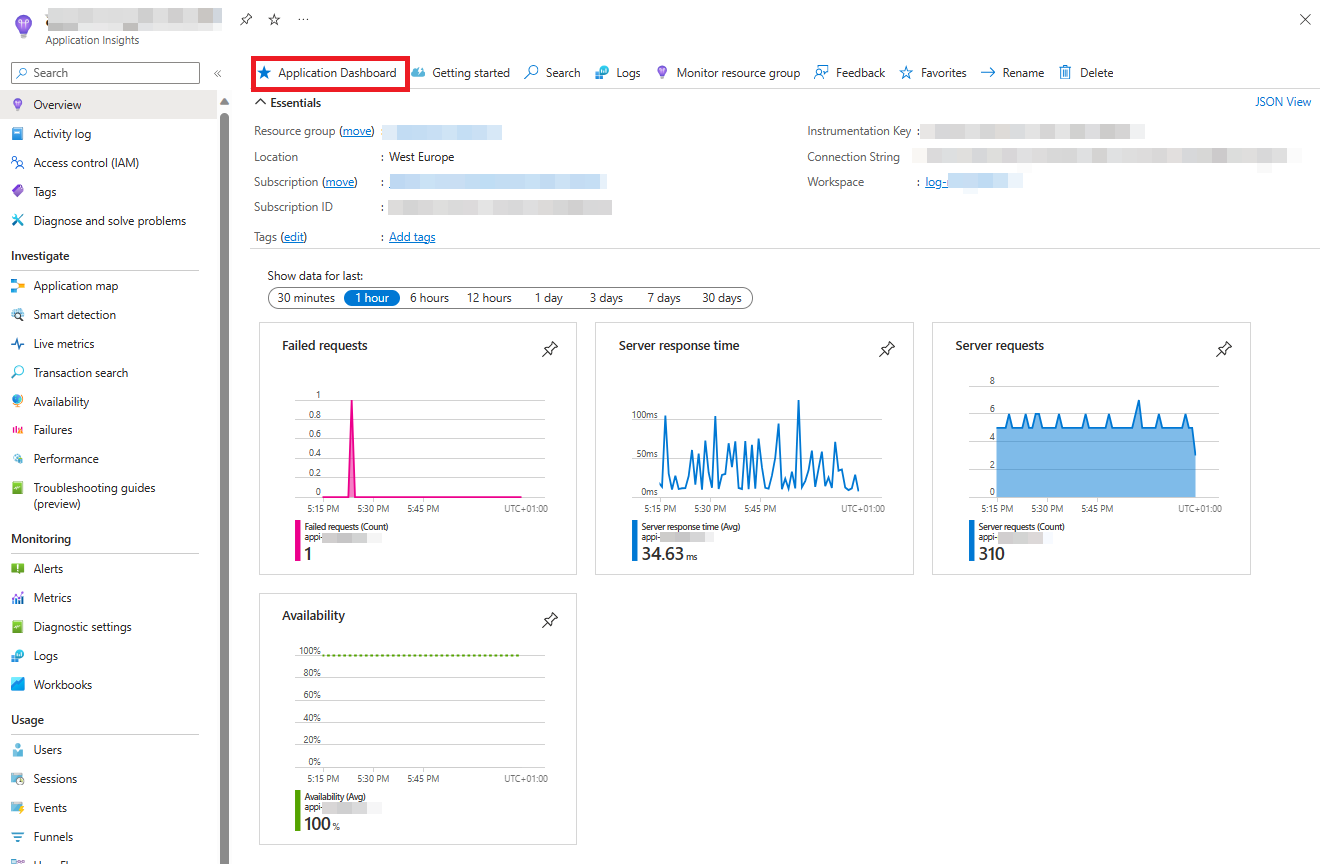 Application Insights
Search
«
Application Dashboard
Getting started
Search
Logs
Monitor resource group
Feedback
Favorites
Rename
Delete
Overview
Activity log
Access control (IAM)
Tags
Diagnose and solve problems
Investigate
Application map
Smart detection
Live metrics
Transaction search
Availability
Failures
Performance
Troubleshooting guides
(preview)
Monitoring
Alerts
Metrics
Diagnostic settings
Logs
Workbooks
Usage
Users
Sessions
Events
Funnels
Essentials
JSON View
Resource group (move) :
Location : West Europe
Subscription (move) :
Subscription ID :
Tags (edit) : Add tags
Instrumentation Key :
Connection String
Workspace : log-
Show data for last:
30 minutes 1 hour 6 hours 12 hours 1 day 3 days 7 days 30 days
Failed requests
1
0.8
0.6
0.4
0.2
0
5:15 PM 5:30 PM 5:45 PM UTC+01:00
Failed requests (Count)
appi-
1
Server response time
100ms
50ms
0ms
5:15 PM 5:30 PM 5:45 PM UTC+01:00
Server response time (Avg)
appi-
34.63 ms
Server requests
8
6
4
2
0
5:15 PM 5:30 PM 5:45 PM UTC+01:00
Server requests (Count)
appi-
310
Availability
100%
80%
60%
40%
20%
0%
5:15 PM 5:30 PM 5:45 PM UTC+01:00
Availability (Avg)
appi-
100 %